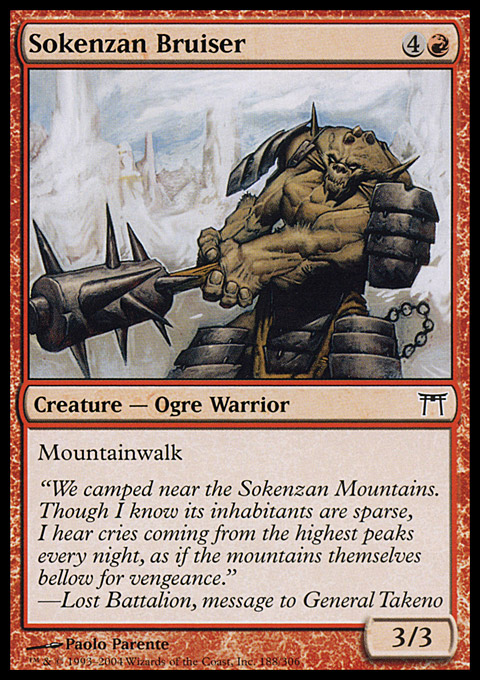 Sokenzan Bruiser 4
Creature — Ogre Warrior
Mountainwalk
“We camped near the Sokenzan Mountains.
Though I know its inhabitants are sparse,
I hear cries coming from the highest peaks
every night, as if the mountains themselves
bellow for vengeance.”
—Lost Battalion, message to General Takeno
3/3
Paolo Parente
™ & © 1993–2004 Wizards of the Coast, Inc. 188/306